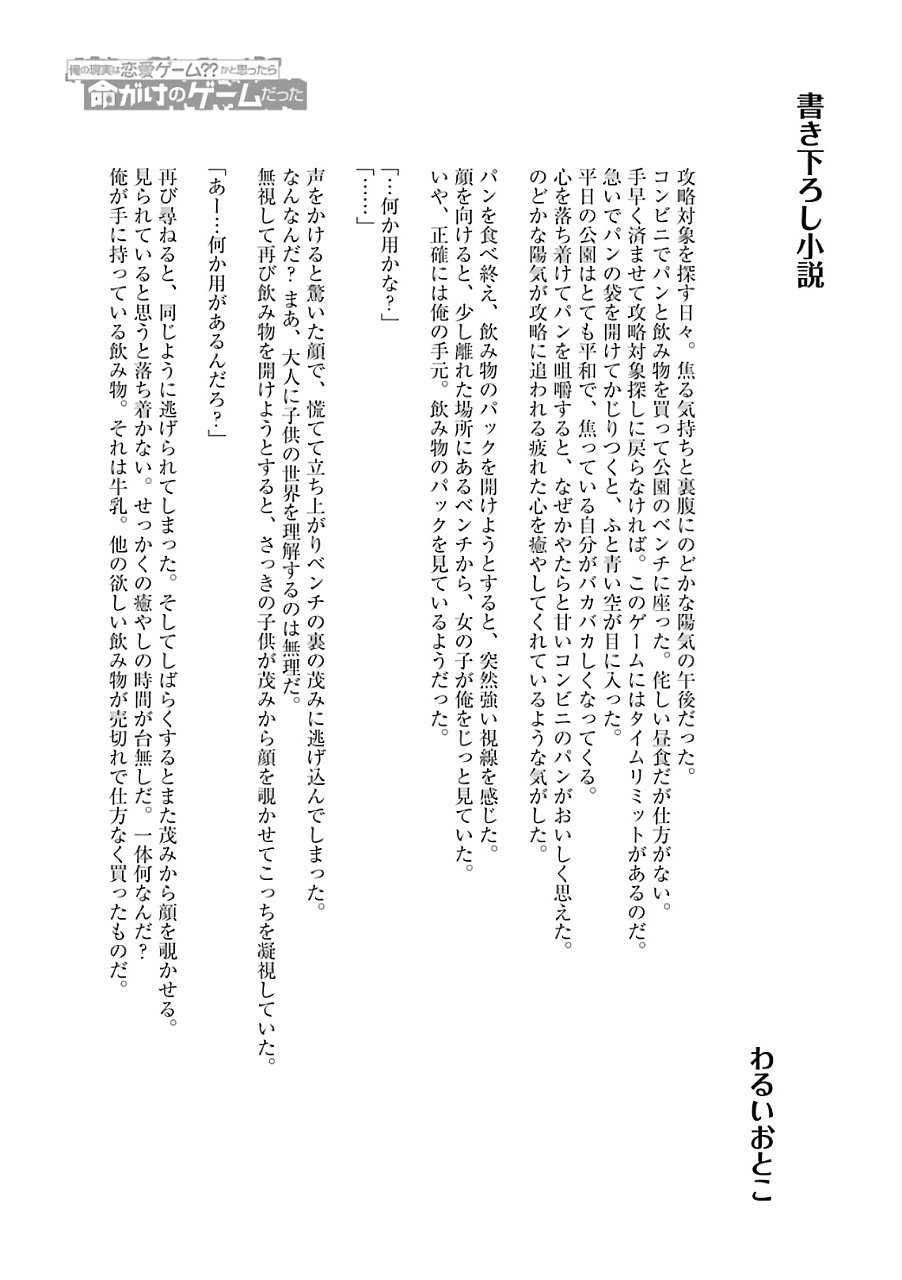 書き下ろし小説
わるいおとこ
攻略対象を探す日々。焦る気持ちと裏腹にのどかな陽気の午後だった。
コンビニでパンと飲み物を買って公園のベンチに座った。侘しい昼食だが仕方がない。
手早く済ませて攻略対象探しに戻らなければ。このゲームにはタイムリミットがあるのだ。
急いでパンの袋を開けてかじりつくと、ふと青い空が目に入った。
平日の公園はとても平和で、焦っている自分がバカバカしくなってくる。
心を落ち着けてパンを咀嚼すると、なぜかやたらと甘いコンビニのパンがおいしく思えた。
のどかな陽気が攻略に追われる疲れた心を癒やしてくれているような気がした。
パンを食べ終え、飲み物のパックを開けようとすると、突然強い視線を感じた。
顔を向けると、少し離れた場所にあるベンチから、女の子が俺をじっと見ていた。
いや、正確には俺の手元。飲み物のパックを見ているようだった。
「…何か用かな?」
「……」
声をかけると驚いた顔で、慌てて立ち上がりベンチの裏の茂みに逃げ込んでしまった。
なんなんだ? まあ、大人に子供の世界を理解するのは無理だ。
無視して再び飲み物を開けようとすると、さっきの子供が茂みから顔を覗かせてこっちを凝視していた。
「あー…何か用があるんだろ?」
再び尋ねると、同じように逃げられてしまった。そしてしばらくするとまた茂みから顔を覗かせる。
見られていると思うと落ち着かない。せっかくの癒やしの時間が台無しだ。一体何なんだ?
俺が手に持っている飲み物。それは牛乳。他の欲しい飲み物が売切れで仕方なく買ったものだ。
俺の現実は恋愛ゲーム??かと思ったら
命がけのゲームだった